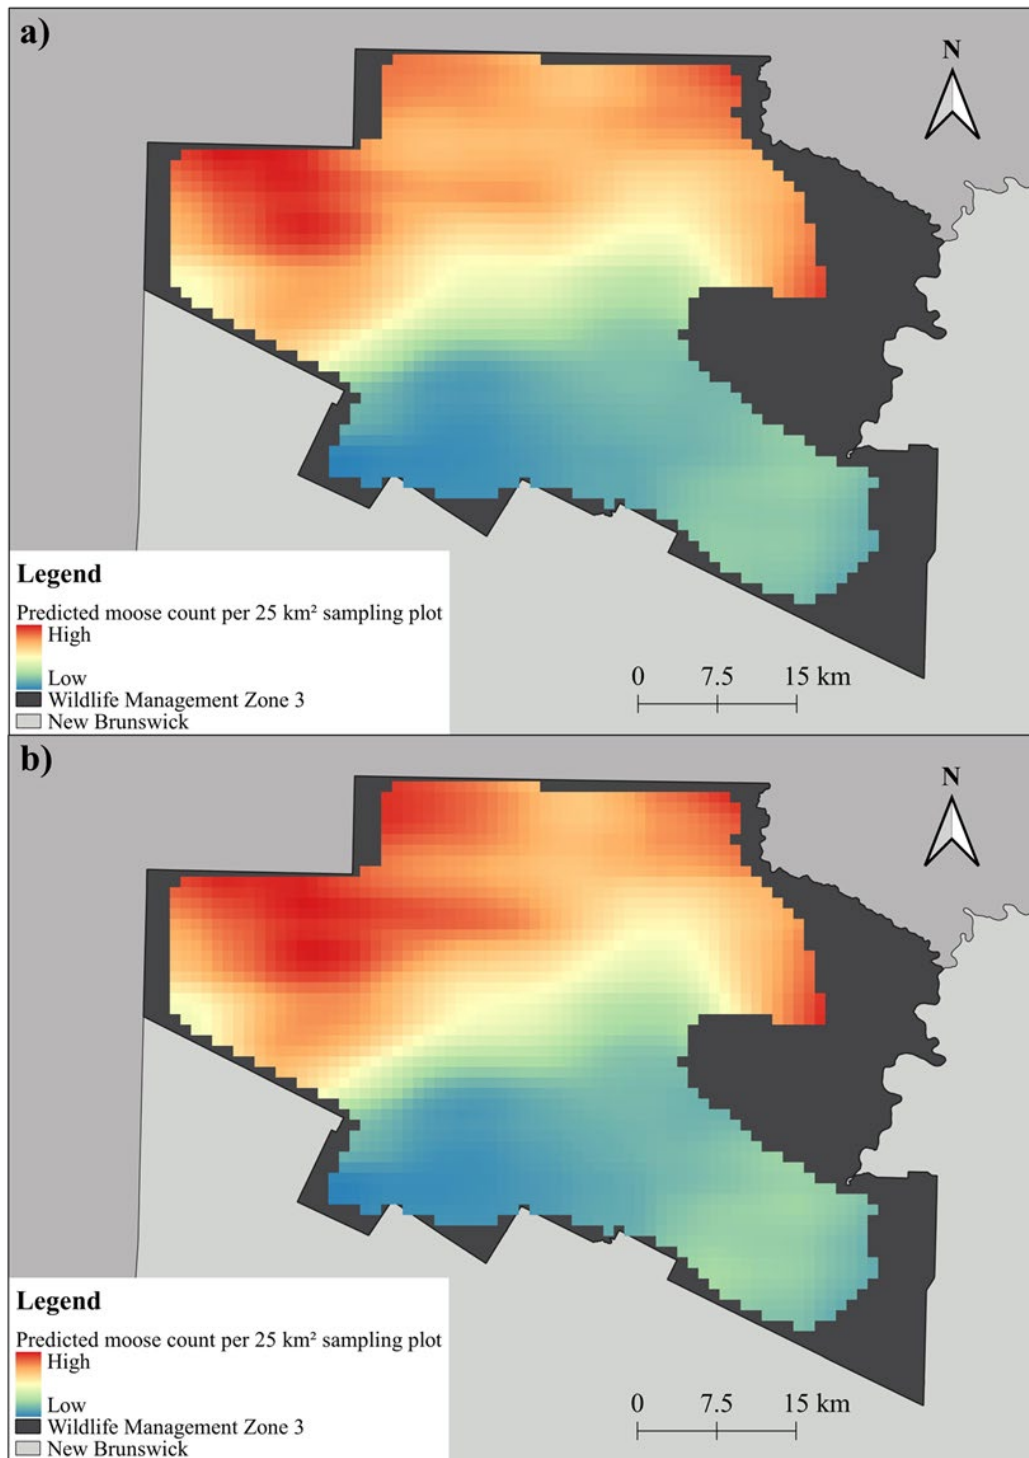 a)
N
0 7.5 15 km
Legend
Predicted moose count per 25 km² sampling plot
High
Low
Wildlife Management Zone 3
New Brunswick
b)
N
0 7.5 15 km
Legend
Predicted moose count per 25 km² sampling plot
High
Low
Wildlife Management Zone 3
New Brunswick